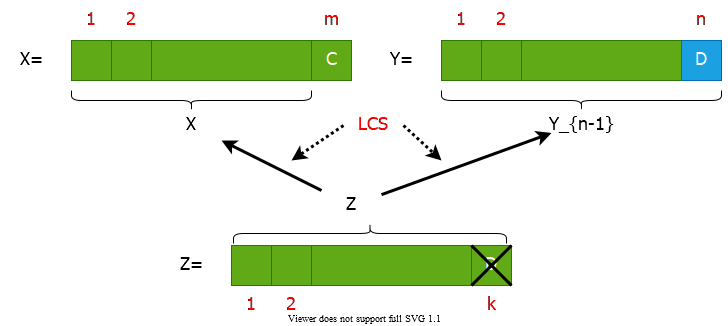 1 2 m 1 2 n
X= C Y= D
X LCS Y_{n-1}
Z
Z=
1 2 k
Viewer does not support full SVG 1.1